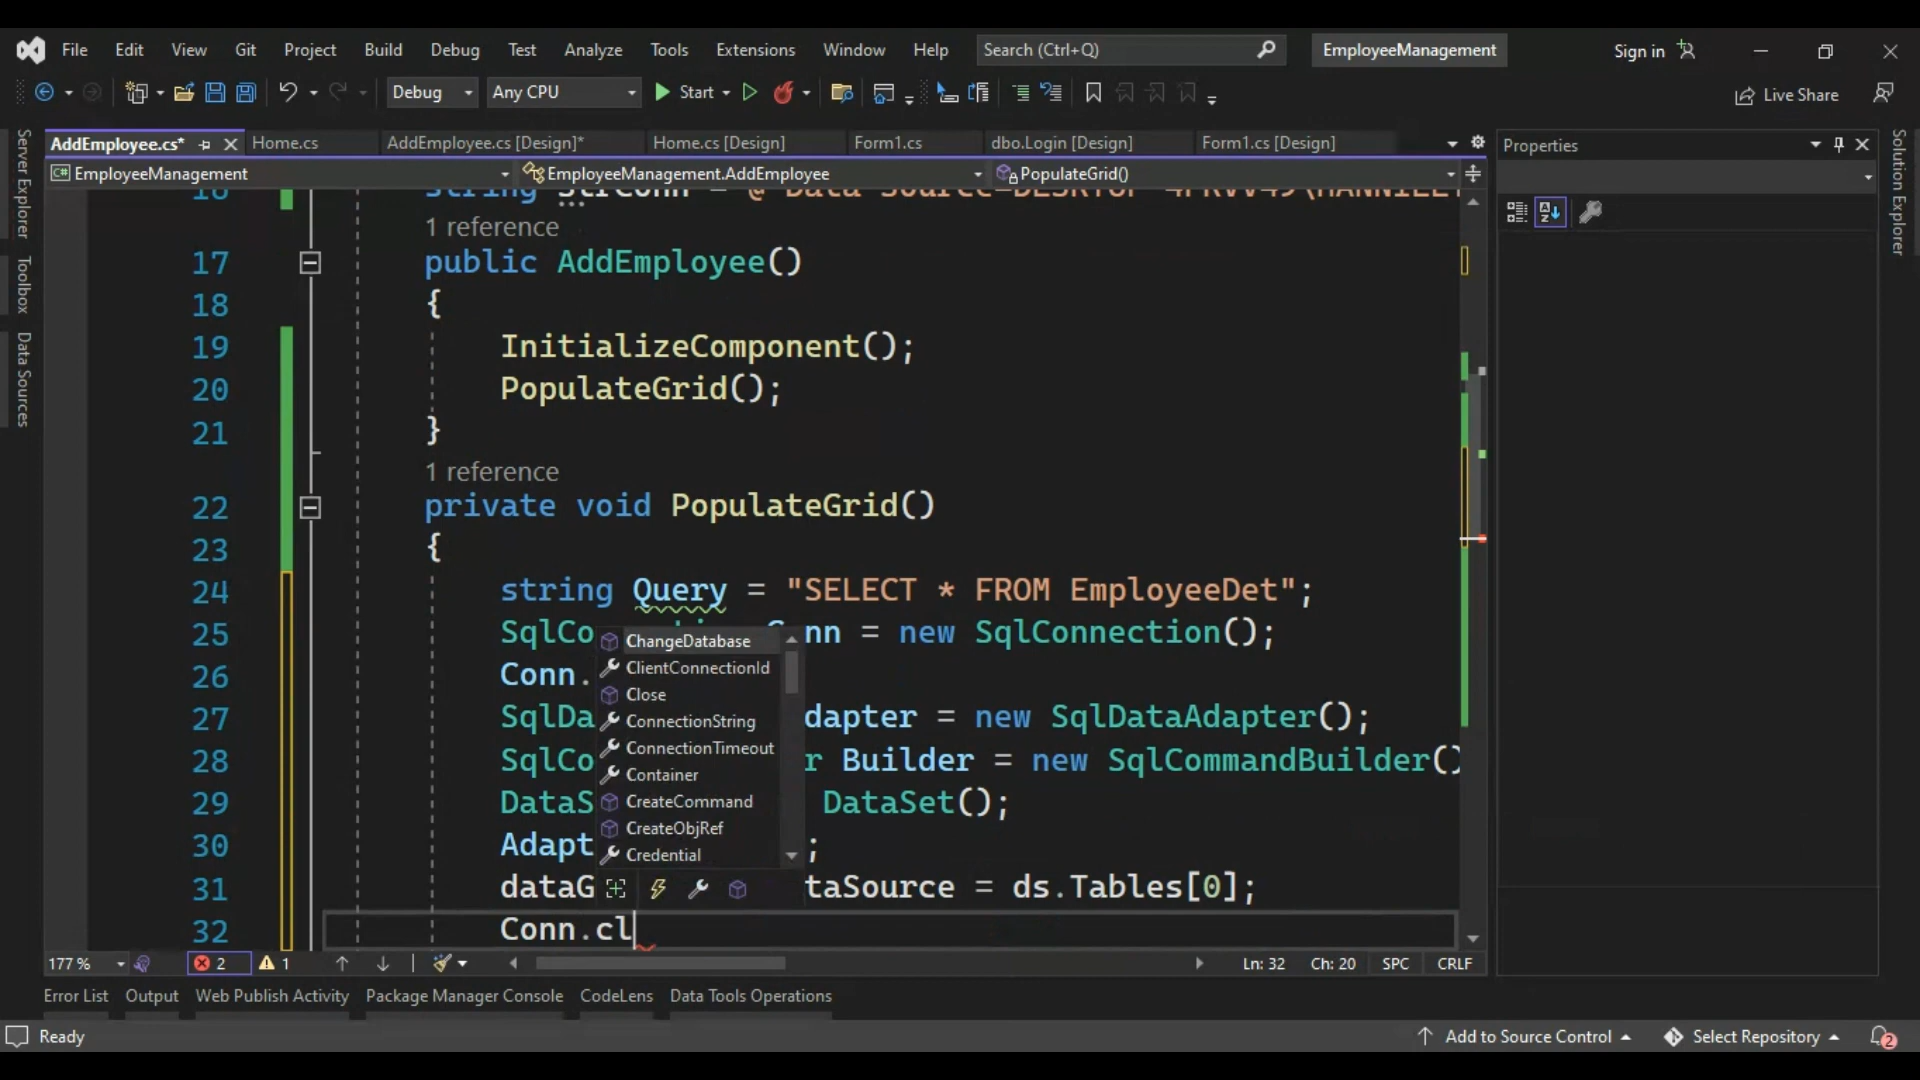 File Edit View Git Project Build Debug Test Analyze Tools Extensions Window Help Search (Ctrl+Q) EmployeeManagement Sign in
Debug Any CPU Start Live Share
AddEmployee.cs* Home.cs AddEmployee.cs [Design]* Home.cs [Design] Form1.cs dbo.Login [Design] Form1.cs [Design] Properties
EmployeeManagement EmployeeManagement.AddEmployee PopulateGrid()
Server Explorer
Toolbox
Data Sources
Solution Explorer
16 string strConn = @"Data Source=DESKTOP
1 reference
17 public AddEmployee()
18 {
19 InitializeComponent();
20 PopulateGrid();
21 }
1 reference
22 private void PopulateGrid()
23 {
24 string Query = "SELECT * FROM EmployeeDet";
25 SqlCo nn = new SqlConnection();
26 Conn.
27 SqlDa dapter = new SqlDataAdapter();
28 SqlCo r Builder = new SqlCommandBuilder()
29 DataS DataSet();
30 Adapt ;
31 dataG taSource = ds.Tables[0];
32 Conn.cl
ChangeDatabase
ClientConnectionId
Close
ConnectionString
ConnectionTimeout
Container
CreateCommand
CreateObjRef
Credential
177 % 2 1 Ln: 32 Ch: 20 SPC CRLF
Error List Output Web Publish Activity Package Manager Console CodeLens Data Tools Operations
Ready Add to Source Control Select Repository 2